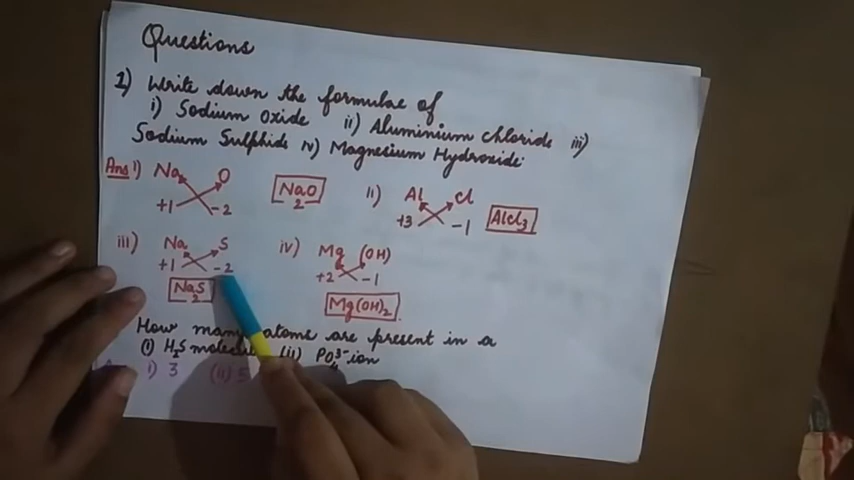 Questions
1) Write down the formulae of
i) Sodium Oxide ii) Aluminium Chloride iii)
Sodium Sulphide iv) Magnesium Hydroxide.
Ans i) Na O Na₂O ii) Al Cl AlCl₃
+1 -2 +3 -1
iii) Na S iv) Mg (OH)
+1 -2 +2 -1
Na₂S Mg(OH)₂
How many atoms are present in a
(i) H₂S molecule (ii) PO₄³⁻ ion
i) 3 (ii) 5